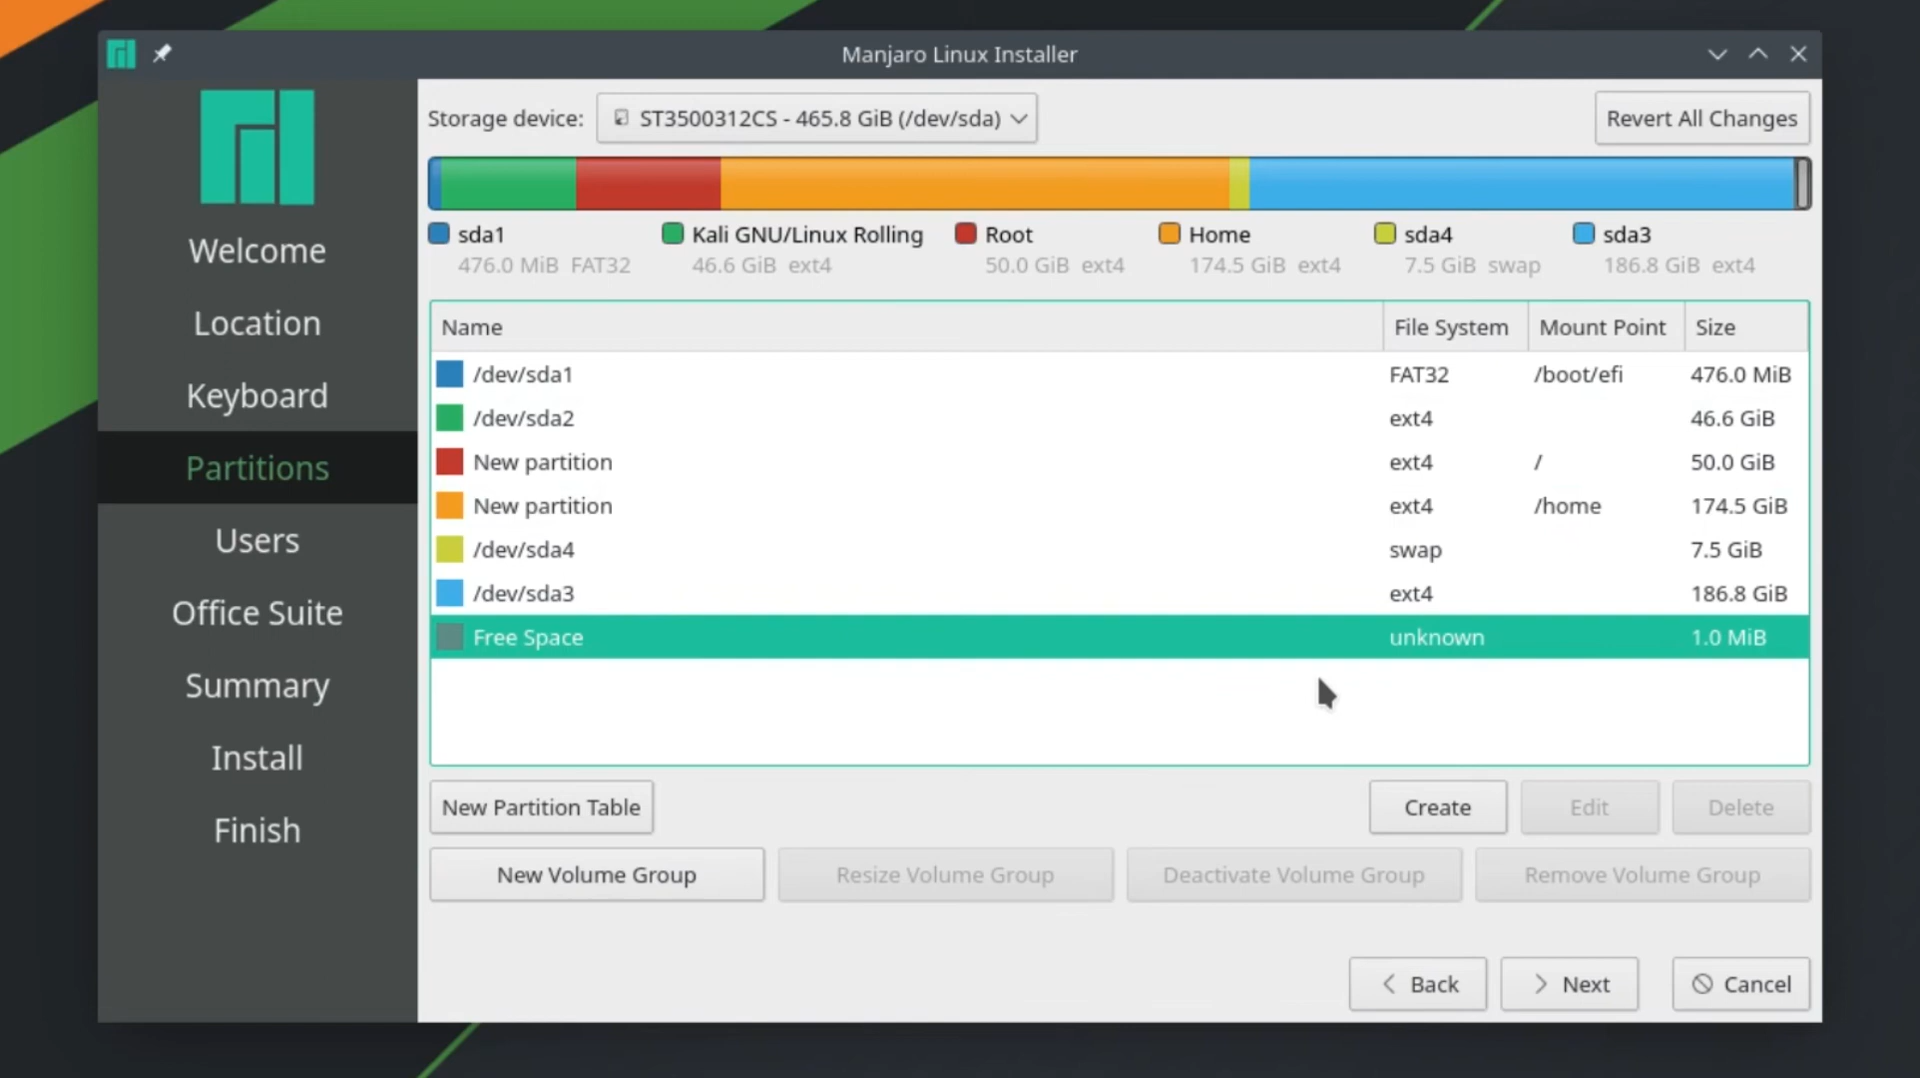 Manjaro Linux Installer
Welcome
Location
Keyboard
Partitions
Users
Office Suite
Summary
Install
Finish
Storage device: ST3500312CS - 465.8 GiB (/dev/sda) Revert All Changes
sda1 Kali GNU/Linux Rolling Root Home sda4 sda3
476.0 MiB FAT32 46.6 GiB ext4 50.0 GiB ext4 174.5 GiB ext4 7.5 GiB swap 186.8 GiB ext4
Name File System Mount Point Size
/dev/sda1 FAT32 /boot/efi 476.0 MiB
/dev/sda2 ext4 46.6 GiB
New partition ext4 / 50.0 GiB
New partition ext4 /home 174.5 GiB
/dev/sda4 swap 7.5 GiB
/dev/sda3 ext4 186.8 GiB
Free Space unknown 1.0 MiB
New Partition Table Create Edit Delete
New Volume Group Resize Volume Group Deactivate Volume Group Remove Volume Group
Back Next Cancel